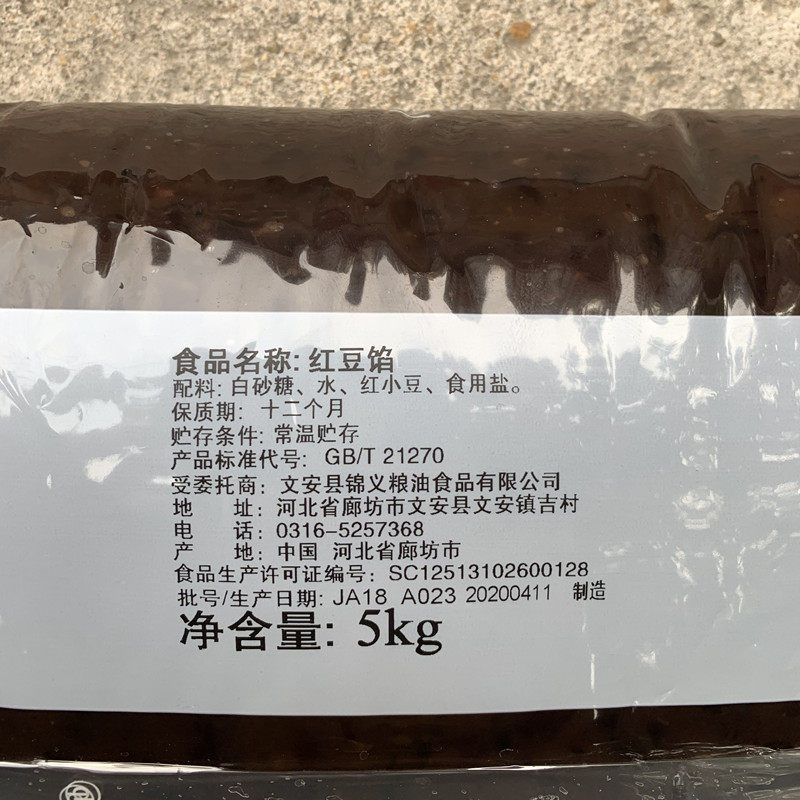 食品名称: 红豆馅
配料: 白砂糖、水、红小豆、食用盐。
保质期: 十二个月
贮存条件: 常温贮存
产品标准代号: GB/T 21270
受委托商: 文安县锦义粮油食品有限公司
地 址: 河北省廊坊市文安县文安镇吉村
电 话: 0316-5257368
产 地: 中国 河北省廊坊市
食品生产许可证编号: SC12513102600128
批号/生产日期: JA18 A023 20200411 制造
净含量: 5kg